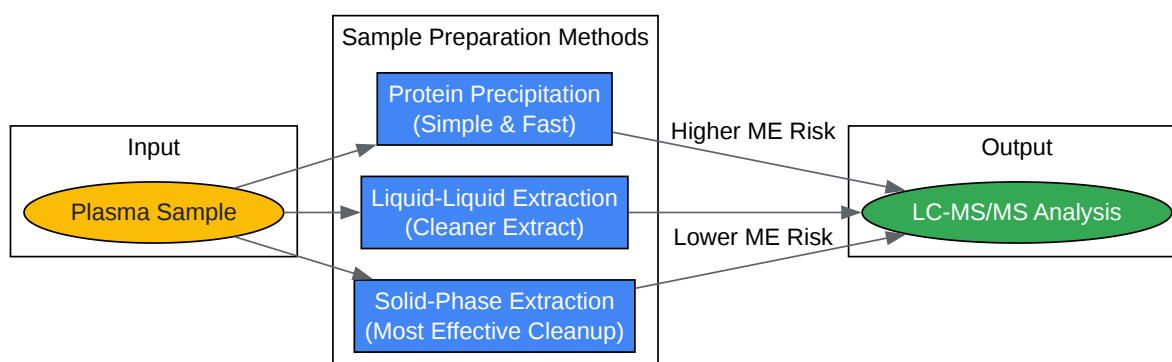 Sample Preparation Methods
Protein Precipitation
(Simple & Fast)
Higher ME Risk
Input
Output
Plasma Sample
Liquid-Liquid Extraction
(Cleaner Extract)
LC-MS/MS Analysis
Lower ME Risk
Solid-Phase Extraction
(Most Effective Cleanup)